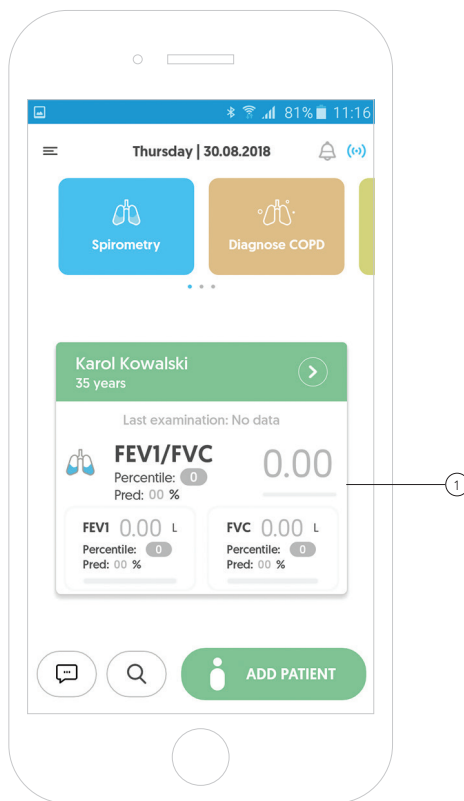 81% 11:16
Thursday | 30.08.2018
Spirometry
Diagnose COPD
Karol Kowalski
35 years
Last examination: No data
FEV1/FVC
0.00
Percentile: 0
Pred: 00 %
FEV1 0.00 L
Percentile: 0
Pred: 00 %
FVC 0.00 L
Percentile: 0
Pred: 00 %
ADD PATIENT
1